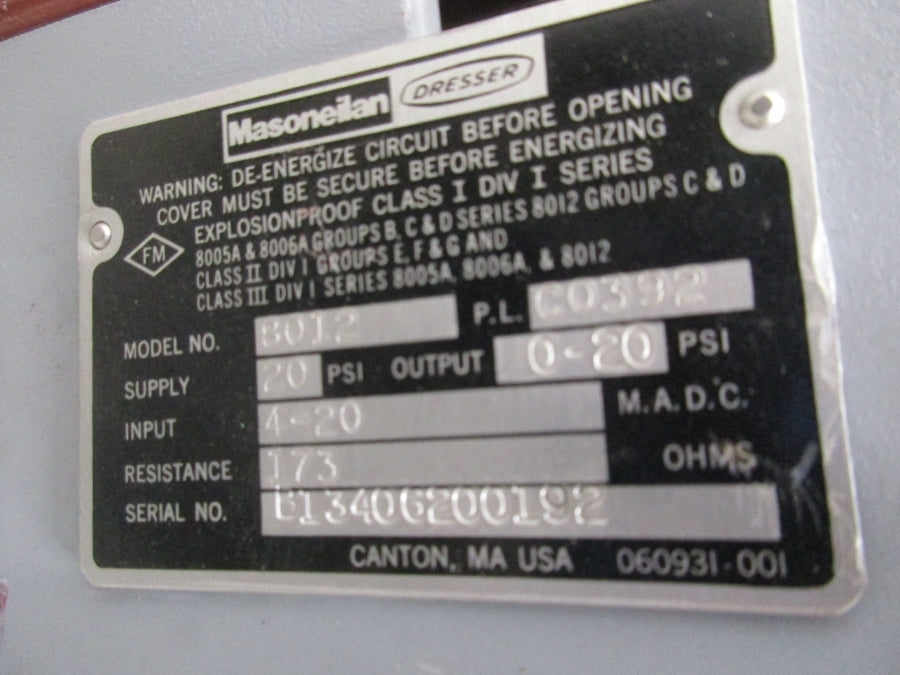 Masoneilan DRESSER
WARNING: DE-ENERGIZE CIRCUIT BEFORE OPENING
COVER MUST BE SECURE BEFORE ENERGIZING
EXPLOSIONPROOF CLASS I DIV I SERIES
8005A & 8006A GROUPS B, C & D SERIES 8012 GROUPS C & D
FM CLASS II DIV I GROUPS E, F & G AND
CLASS III DIV I SERIES 8005A, 8006A, & 8012
MODEL NO. 8012 P.L. C0392
SUPPLY 20 PSI OUTPUT 0-20 PSI
INPUT 4-20 M.A.D.C.
RESISTANCE 173 OHMS
SERIAL NO. B13406200192
CANTON, MA USA 060931-001